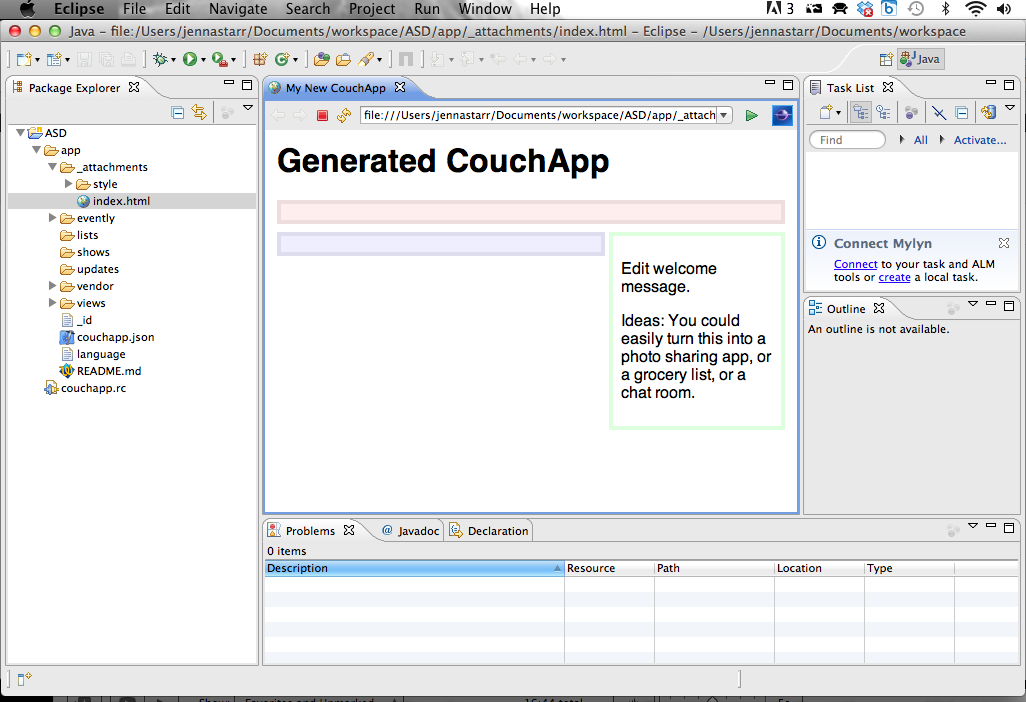 Eclipse File Edit Navigate Search Project Run Window Help 3
Java – file:/Users/jennastarr/Documents/workspace/ASD/app/_attachments/index.html – Eclipse – /Users/jennastarr/Documents/workspace
Java
Package Explorer
ASD
app
_attachments
style
index.html
evently
lists
shows
updates
vendor
views
_id
couchapp.json
language
README.md
couchapp.rc
My New CouchApp
file:///Users/jennastarr/Documents/workspace/ASD/app/_attach
Generated CouchApp
Edit welcome
message.
Ideas: You could
easily turn this into a
photo sharing app, or
a grocery list, or a
chat room.
Task List
Find All Activate...
Connect Mylyn
Connect to your task and ALM
tools or create a local task.
Outline
An outline is not available.
Problems @ Javadoc Declaration
0 items
Description Resource Path Location Type